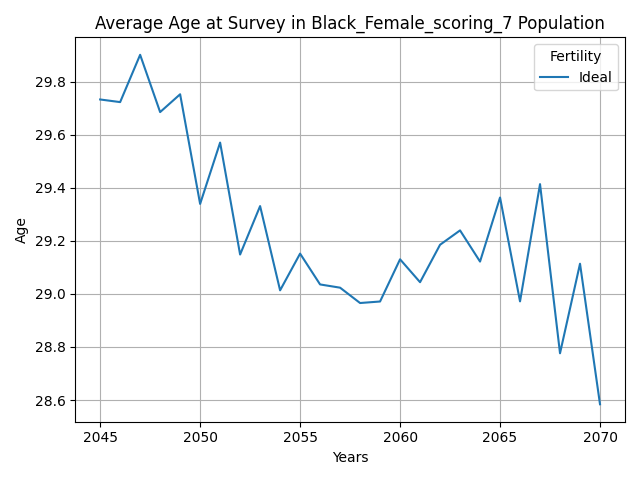 Average Age at Survey in Black_Female_scoring_7 Population
Fertility
Ideal
29.8
29.6
29.4
29.2
29.0
28.8
28.6
Age
2045 2050 2055 2060 2065 2070
Years